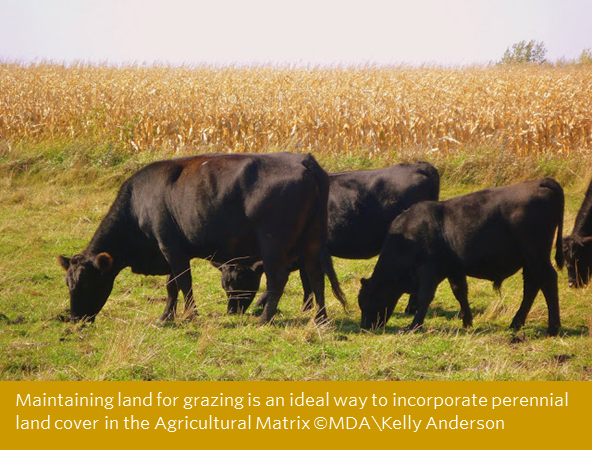 Maintaining land for grazing is an ideal way to incorporate perennial
land cover in the Agricultural Matrix ©MDA\Kelly Anderson